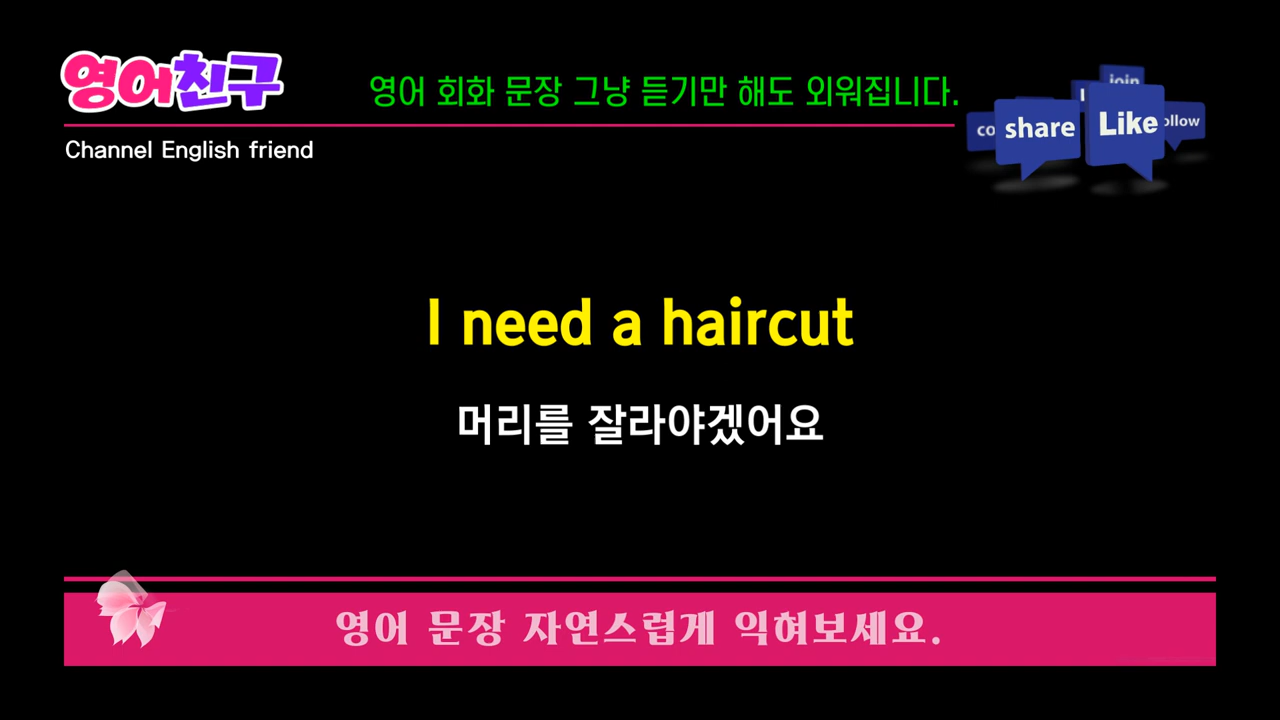 영어친구
영어 회화 문장 그냥 듣기만 해도 외워집니다.
Channel English friend
join
share
Like
I need a haircut
머리를 잘라야겠어요
영어 문장 자연스럽게 익혀보세요.